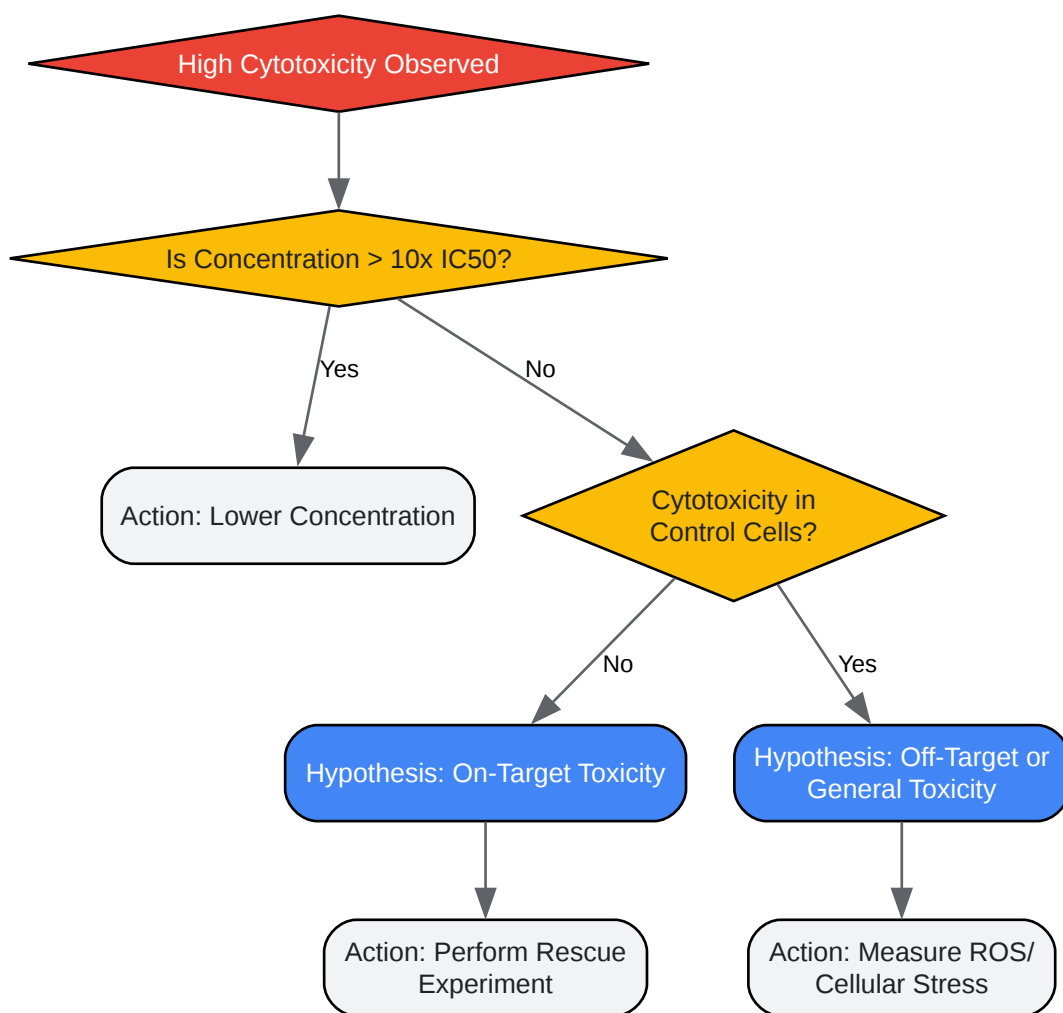 High Cytotoxicity Observed
Is Concentration > 10x IC50?
Yes
No
Action: Lower Concentration
Cytotoxicity in
Control Cells?
No
Yes
Hypothesis: On-Target Toxicity
Hypothesis: Off-Target or
General Toxicity
Action: Perform Rescue
Experiment
Action: Measure ROS/
Cellular Stress